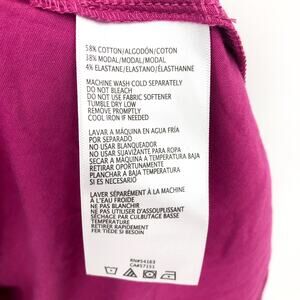 58% COTTON/ALGODÓN/COTON
38% MODAL/MODAL/MODAL
4% ELASTANE/ELASTANO/ÉLASTHANNE
MACHINE WASH COLD SEPARATELY
DO NOT BLEACH
DO NOT USE FABRIC SOFTENER
TUMBLE DRY LOW
REMOVE PROMPTLY
COOL IRON IF NEEDED
LAVAR A MÁQUINA EN AGUA FRÍA
POR SEPARADO
NO USAR BLANQUEADOR
NO USAR SUAVIZANTE PARA ROPA
SECAR A MÁQUINA A TEMPERATURA BAJA
RETIRAR RÁPIDAMENTE
PLANCHAR A BAJA TEMPERATURA
SI ES NECESARIO
LAVER SÉPARÉMENT À LA MACHINE
À L'EAU FROIDE
NE PAS BLANCHIR
NE PAS UTILISER D'ASSOUPLISSANT
SÉCHAGE PAR CULBUTAGE BASSE
TEMPÉRATURE
RETIRER RAPIDEMENT
FER TIÈDE SI BESOIN
RN#54163
CA#57151